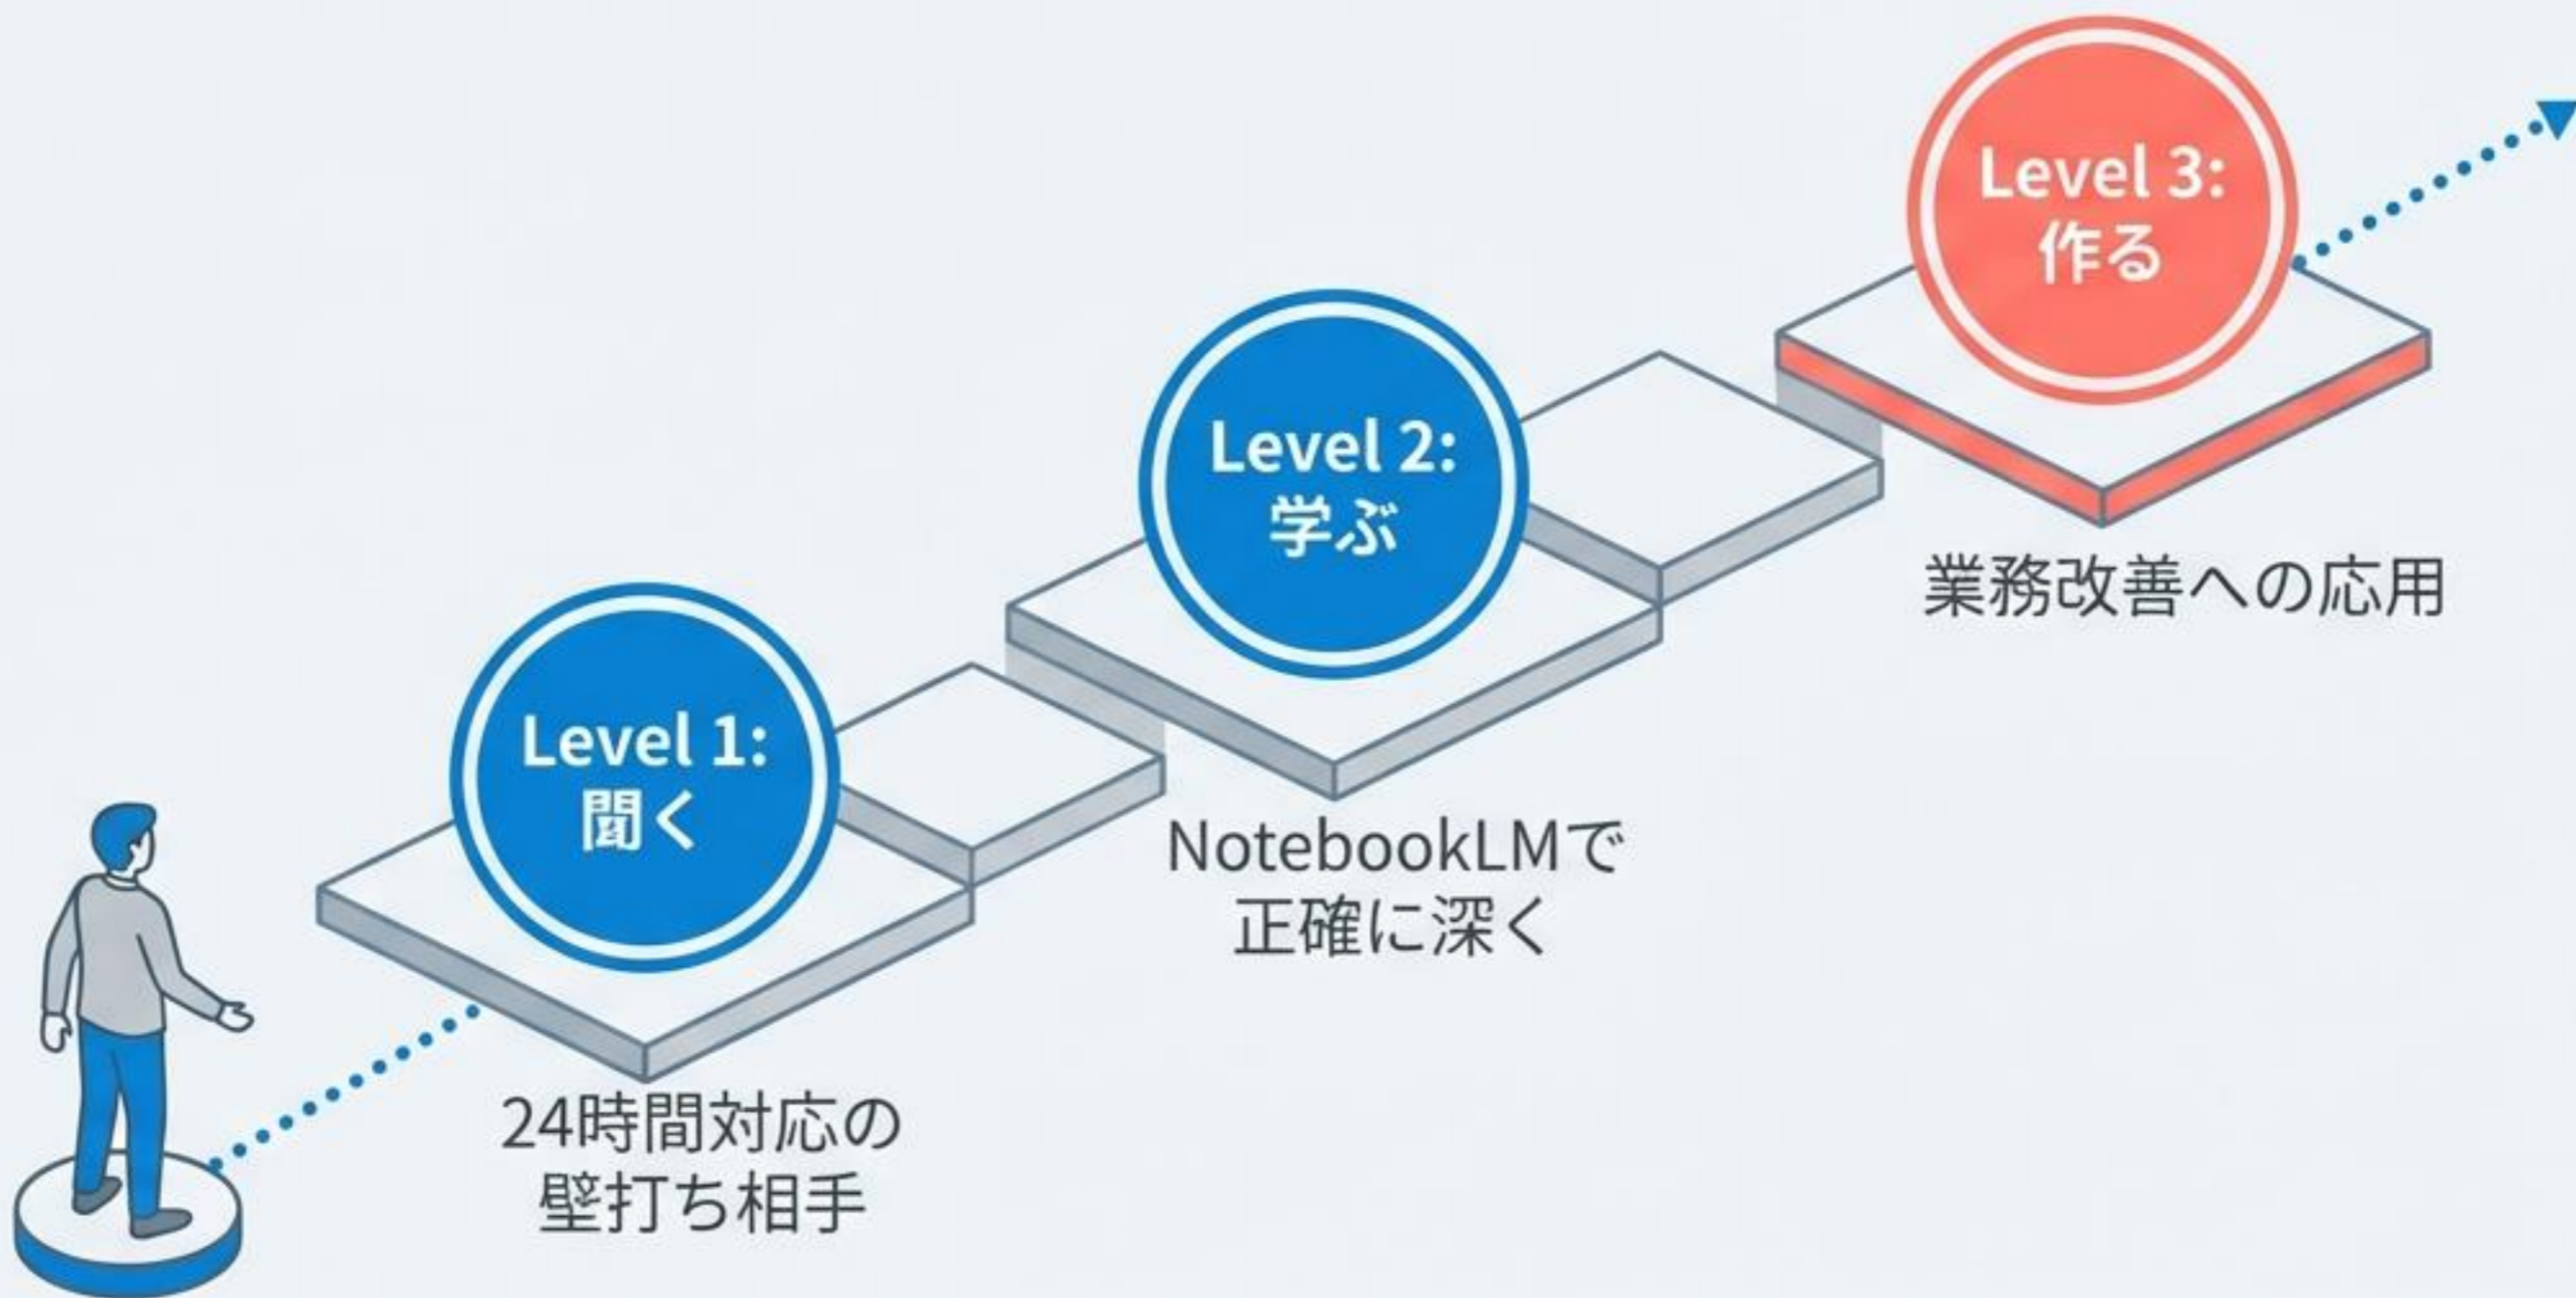 Level 1:
聞く
24時間対応の
壁打ち相手
Level 2:
学ぶ
NotebookLMで
正確に深く
Level 3:
作る
業務改善への応用